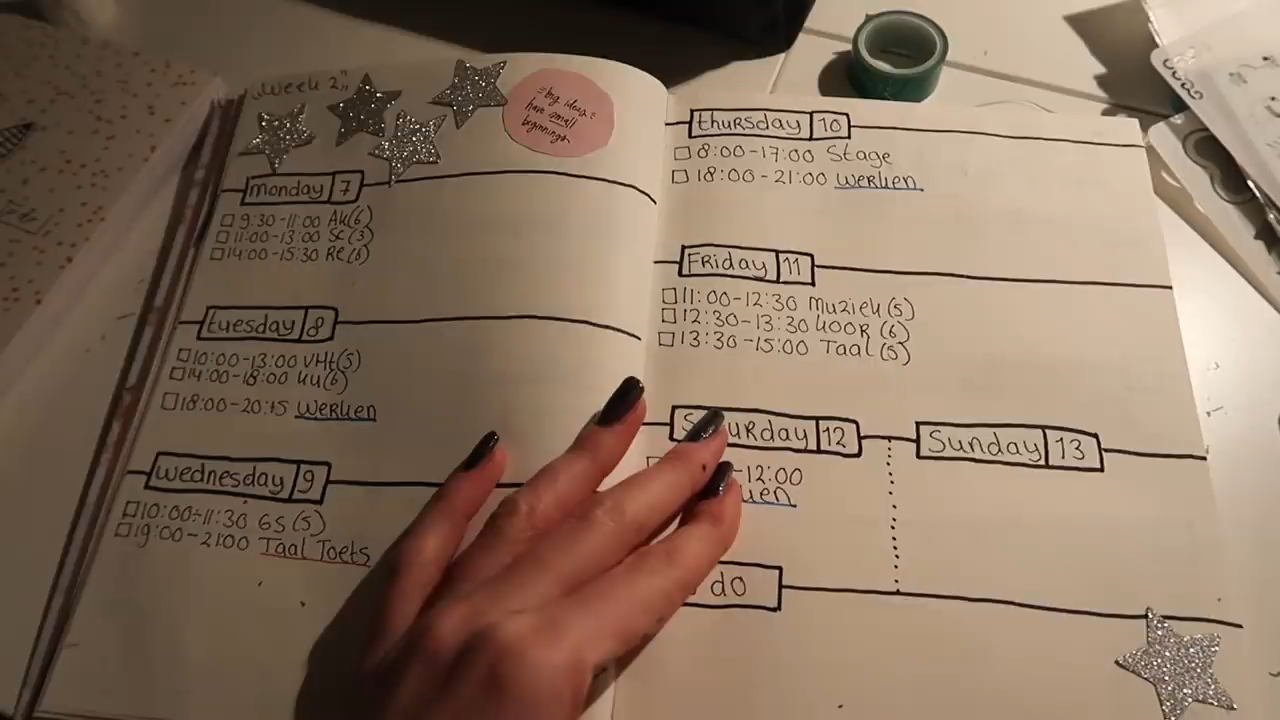 Week 2"
=big ideas=
have small
beginnings
monday 7
9:30-11:00 AK(6)
11:00-13:00 SC(3)
14:00-15:30 Re(6)
tuesday 8
10:00-13:00 VHt(5)
14:00-18:00 KU(6)
18:00-20:15 Werken
wednesday 9
10:00-11:30 GS(5)
19:00-21:00 Taal Toets
thursday 10
8:00-17:00 Stage
18:00-21:00 Werken
Friday 11
11:00-12:30 Muziek (5)
12:30-13:30 KOOR (6)
13:30-15:00 Taal (5)
12
-12:00
Sunday 13
do